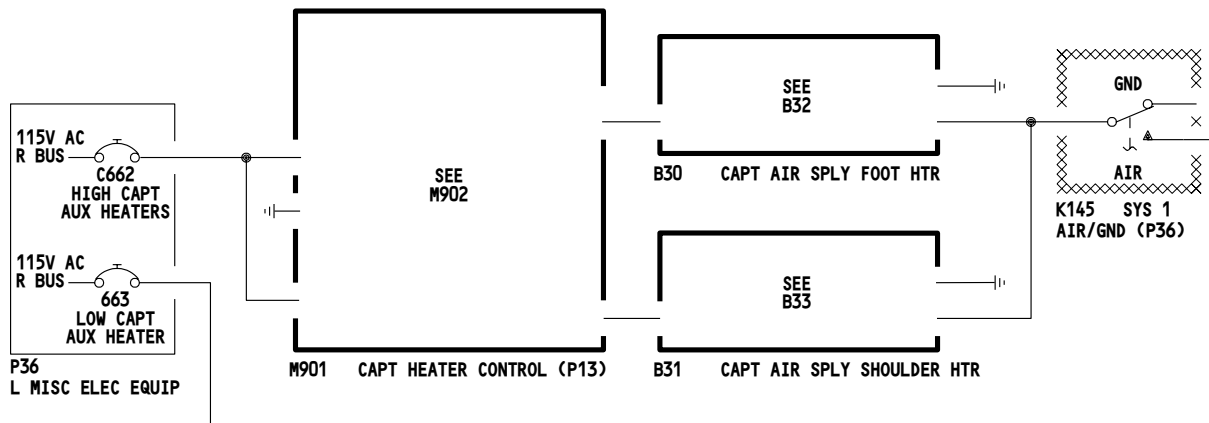 115V AC
R BUS
C662
HIGH CAPT
AUX HEATERS
115V AC
R BUS
663
LOW CAPT
AUX HEATER
P36
L MISC ELEC EQUIP
SEE
M902
M901 CAPT HEATER CONTROL (P13)
SEE
B32
B30 CAPT AIR SPLY FOOT HTR
SEE
B33
B31 CAPT AIR SPLY SHOULDER HTR
GND
AIR
K145 SYS 1
AIR/GND (P36)